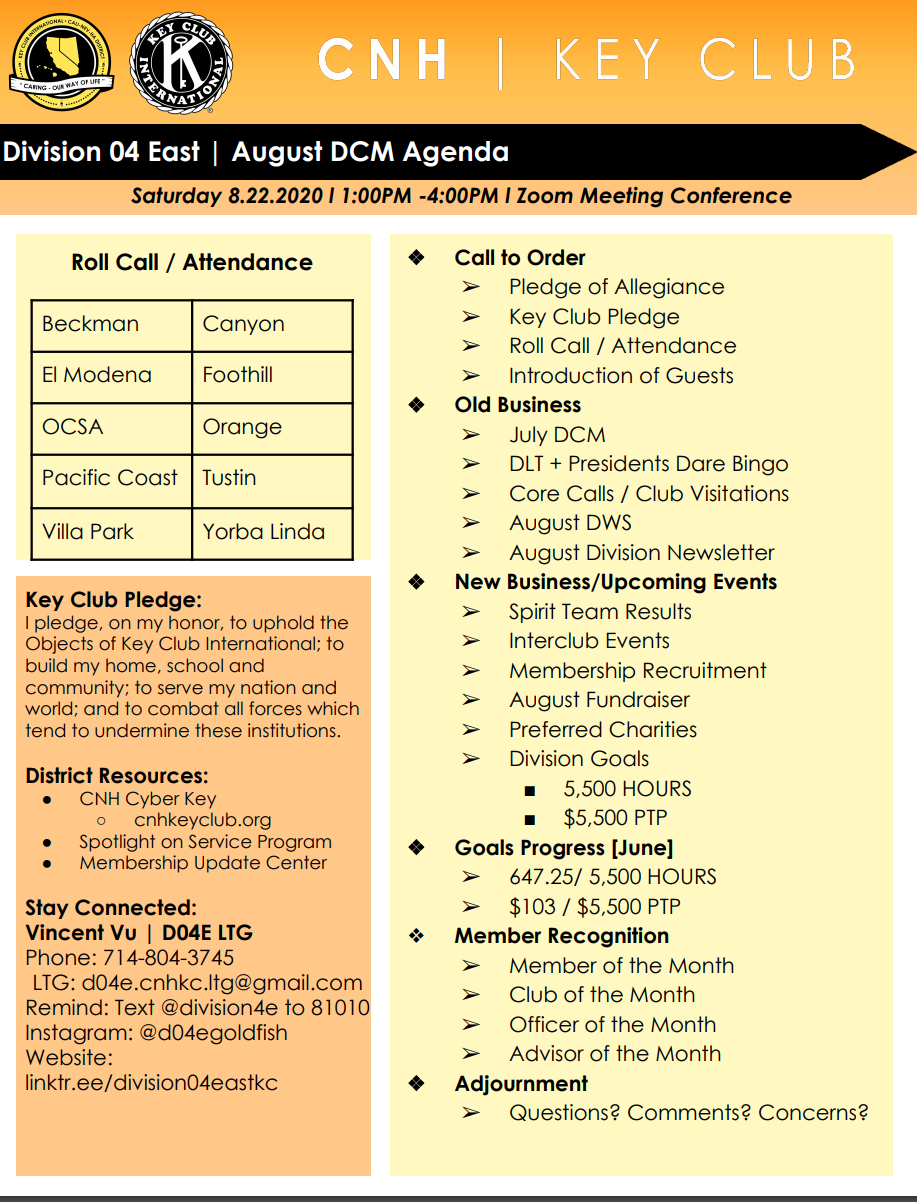 KEY CLUB INTERNATIONAL • CALI-NEV-HA DISTRICT
" CARING - OUR WAY OF LIFE "
KEY CLUB
K
INTERNATIONAL
CNH | KEY CLUB
Division 04 East | August DCM Agenda
Saturday 8.22.2020 I 1:00PM -4:00PM I Zoom Meeting Conference
Roll Call / Attendance
Beckman Canyon
El Modena Foothill
OCSA Orange
Pacific Coast Tustin
Villa Park Yorba Linda
Key Club Pledge:
I pledge, on my honor, to uphold the
Objects of Key Club International; to
build my home, school and
community; to serve my nation and
world; and to combat all forces which
tend to undermine these institutions.
District Resources:
● CNH Cyber Key
○ cnhkeyclub.org
● Spotlight on Service Program
● Membership Update Center
Stay Connected:
Vincent Vu | D04E LTG
Phone: 714-804-3745
LTG: d04e.cnhkc.ltg@gmail.com
Remind: Text @division4e to 81010
Instagram: @d04egoldfish
Website:
linktr.ee/division04eastkc
❖ Call to Order
➢ Pledge of Allegiance
➢ Key Club Pledge
➢ Roll Call / Attendance
➢ Introduction of Guests
❖ Old Business
➢ July DCM
➢ DLT + Presidents Dare Bingo
➢ Core Calls / Club Visitations
➢ August DWS
➢ August Division Newsletter
❖ New Business/Upcoming Events
➢ Spirit Team Results
➢ Interclub Events
➢ Membership Recruitment
➢ August Fundraiser
➢ Preferred Charities
➢ Division Goals
■ 5,500 HOURS
■ $5,500 PTP
❖ Goals Progress [June]
➢ 647.25/ 5,500 HOURS
➢ $103 / $5,500 PTP
❖ Member Recognition
➢ Member of the Month
➢ Club of the Month
➢ Officer of the Month
➢ Advisor of the Month
❖ Adjournment
➢ Questions? Comments? Concerns?